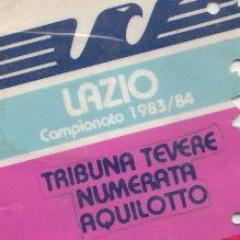 LAZIO
Campionato 1983/84
TRIBUNA TEVERE
NUMERATA
AQUILOTTO